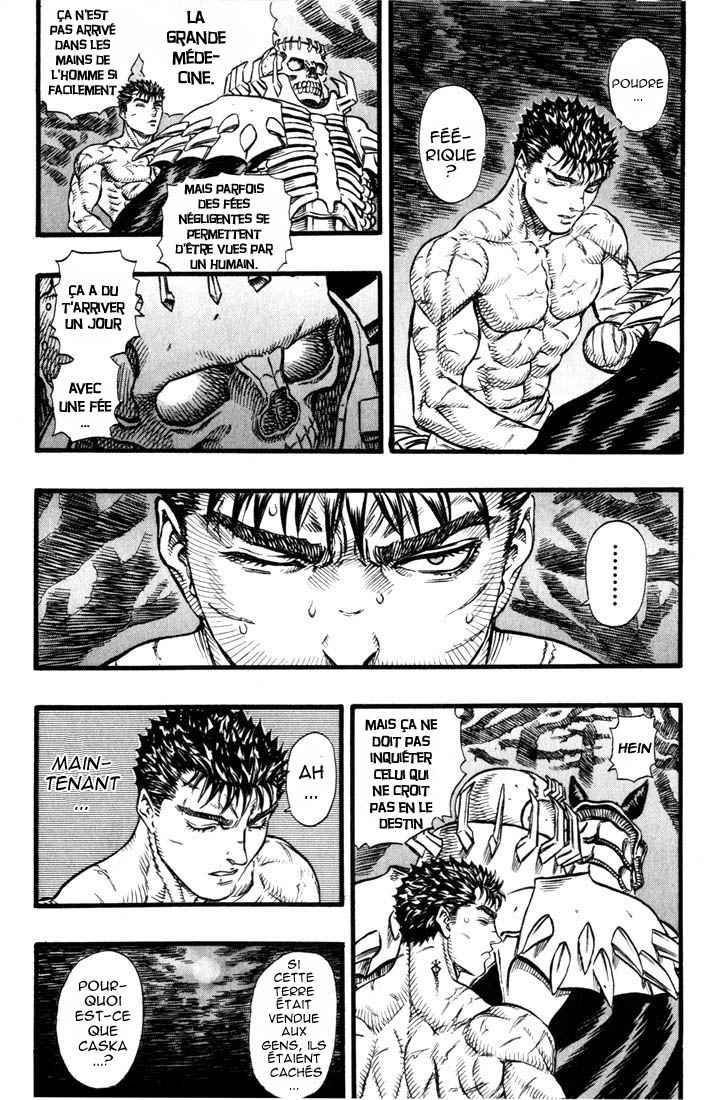 POUDRE
...
FÉÉ-
RIQUE
?
LA
GRANDE
MÉDE-
CINE.
ÇA N'EST
PAS ARRIVÉ
DANS LES
MAINS DE
L'HOMME SI
FACILEMENT
MAIS PARFOIS
DES FÉES
NÉGLIGENTES SE
PERMETTENT
D'ÊTRE VUES PAR
UN HUMAIN.
ÇA A DU
T'ARRIVER
UN JOUR
AVEC
UNE FÉE
...
.........
HEIN
MAIS ÇA NE
DOIT PAS
INQUIÉTER
CELUI QUI
NE CROIT
PAS EN LE
DESTIN
AH
...
MAIN-
TENANT
...
SI
CETTE
TERRE
ÉTAIT
VENDUE
AUX
GENS, ILS
ÉTAIENT
CACHÉS
...
POUR-
QUOI
EST-CE
QUE
CASKA
...?